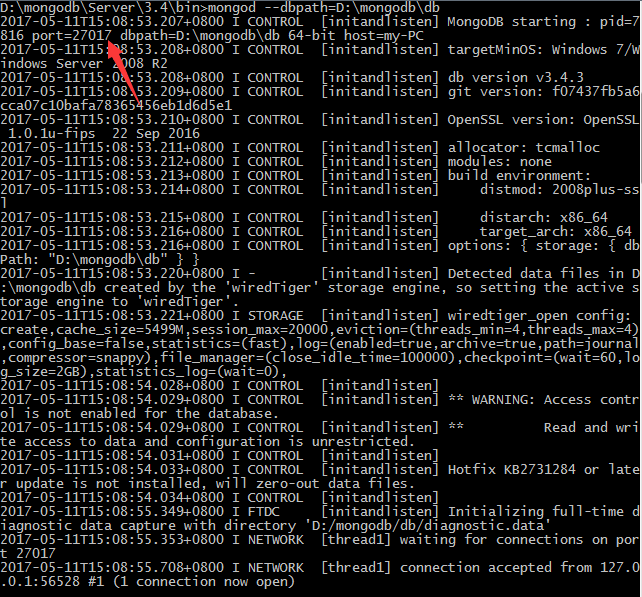 D:\mongodb\Server\3.4\bin>mongod --dbpath=D:\mongodb\db
2017-05-11T15:08:53.207+0800 I CONTROL  [initandlisten] MongoDB starting : pid=7
816 port=27017 dbpath=D:\mongodb\db 64-bit host=my-PC
2017-05-11T15:08:53.208+0800 I CONTROL  [initandlisten] targetMinOS: Windows 7/W
indows Server 2008 R2
2017-05-11T15:08:53.208+0800 I CONTROL  [initandlisten] db version v3.4.3
2017-05-11T15:08:53.209+0800 I CONTROL  [initandlisten] git version: f07437fb5a6
cca07c10bafa78365456eb1d6d5e1
2017-05-11T15:08:53.210+0800 I CONTROL  [initandlisten] OpenSSL version: OpenSSL
 1.0.1u-fips  22 Sep 2016
2017-05-11T15:08:53.211+0800 I CONTROL  [initandlisten] allocator: tcmalloc
2017-05-11T15:08:53.212+0800 I CONTROL  [initandlisten] modules: none
2017-05-11T15:08:53.213+0800 I CONTROL  [initandlisten] build environment:
2017-05-11T15:08:53.214+0800 I CONTROL  [initandlisten]     distmod: 2008plus-ss
l
2017-05-11T15:08:53.215+0800 I CONTROL  [initandlisten]     distarch: x86_64
2017-05-11T15:08:53.216+0800 I CONTROL  [initandlisten]     target_arch: x86_64
2017-05-11T15:08:53.216+0800 I CONTROL  [initandlisten] options: { storage: { db
Path: "D:\mongodb\db" } }
2017-05-11T15:08:53.220+0800 I -        [initandlisten] Detected data files in D
:\mongodb\db created by the 'wiredTiger' storage engine, so setting the active s
torage engine to 'wiredTiger'.
2017-05-11T15:08:53.221+0800 I STORAGE  [initandlisten] wiredtiger_open config:
create,cache_size=5499M,session_max=20000,eviction=(threads_min=4,threads_max=4)
,config_base=false,statistics=(fast),log=(enabled=true,archive=true,path=journal
,compressor=snappy),file_manager=(close_idle_time=100000),checkpoint=(wait=60,lo
g_size=2GB),statistics_log=(wait=0),
2017-05-11T15:08:54.028+0800 I CONTROL  [initandlisten]
2017-05-11T15:08:54.029+0800 I CONTROL  [initandlisten] ** WARNING: Access contr
ol is not enabled for the database.
2017-05-11T15:08:54.029+0800 I CONTROL  [initandlisten] **          Read and wri
te access to data and configuration is unrestricted.
2017-05-11T15:08:54.031+0800 I CONTROL  [initandlisten]
2017-05-11T15:08:54.033+0800 I CONTROL  [initandlisten] Hotfix KB2731284 or late
r update is not installed, will zero-out data files.
2017-05-11T15:08:54.034+0800 I CONTROL  [initandlisten]
2017-05-11T15:08:55.349+0800 I FTDC     [initandlisten] Initializing full-time d
iagnostic data capture with directory 'D:/mongodb/db/diagnostic.data'
2017-05-11T15:08:55.353+0800 I NETWORK  [thread1] waiting for connections on por
t 27017
2017-05-11T15:08:55.708+0800 I NETWORK  [thread1] connection accepted from 127.0
.0.1:56528 #1 (1 connection now open)